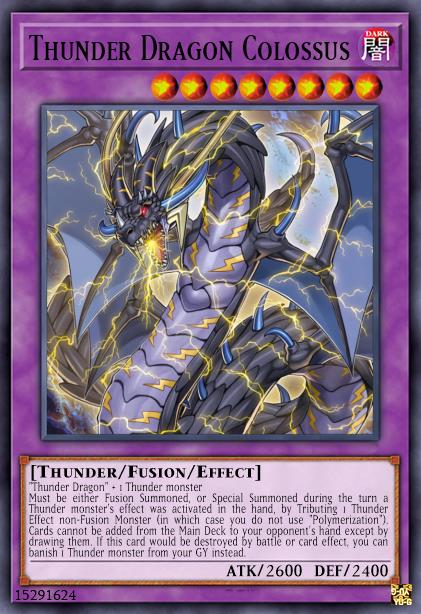 Thunder Dragon Colossus
DARK
闇
[Thunder/Fusion/Effect]
"Thunder Dragon" + 1 Thunder monster
Must be either Fusion Summoned, or Special Summoned during the turn a
Thunder monster's effect was activated in the hand, by Tributing 1 Thunder
Effect non-Fusion Monster (in which case you do not use "Polymerization").
Cards cannot be added from the Main Deck to your opponent's hand except by
drawing them. If this card would be destroyed by battle or card effect, you can
banish 1 Thunder monster from your GY instead.
ATK/2600 DEF/2400
15291624